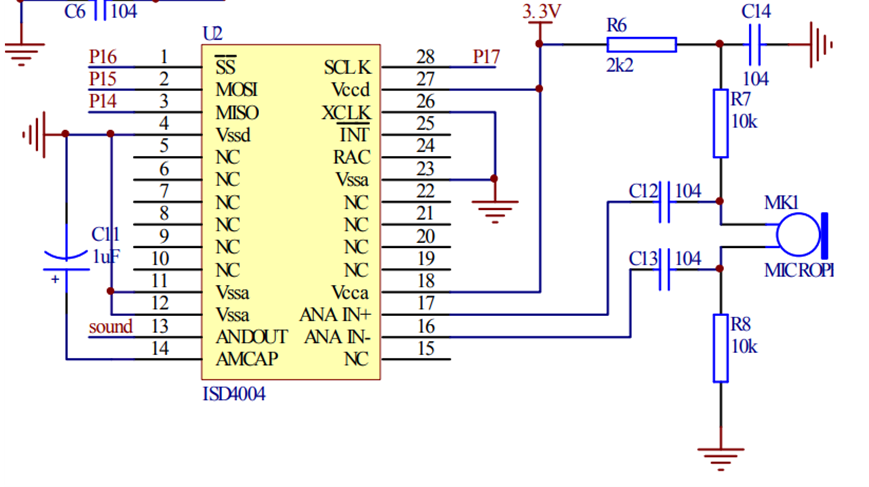 C6 104
3.3V
U2
R6
2k2
C14
104
P16 1 SS SCLK 28 P17
P15 2 MOSI Vccd 27
P14 3 MISO XCLK 26
4 Vssd INT 25
5 NC RAC 24
6 NC Vssa 23
7 NC NC 22
8 NC NC 21
9 NC NC 20
10 NC NC 19
11 Vssa Vcca 18
12 Vssa ANA IN+ 17
sound 13 ANDOUT ANA IN- 16
14 AMCAP NC 15
ISD4004
C11
1uF
+
R7
10k
C12 104
C13 104
MK1
MICROPI
R8
10k